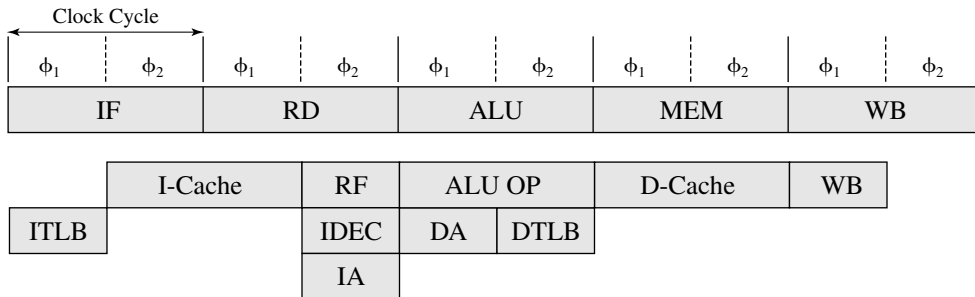 Clock Cycle
ϕ₁ ϕ₂ ϕ₁ ϕ₂ ϕ₁ ϕ₂ ϕ₁ ϕ₂ ϕ₁ ϕ₂
IF RD ALU MEM WB
I-Cache RF ALU OP D-Cache WB
ITLB IDEC DA DTLB
IA